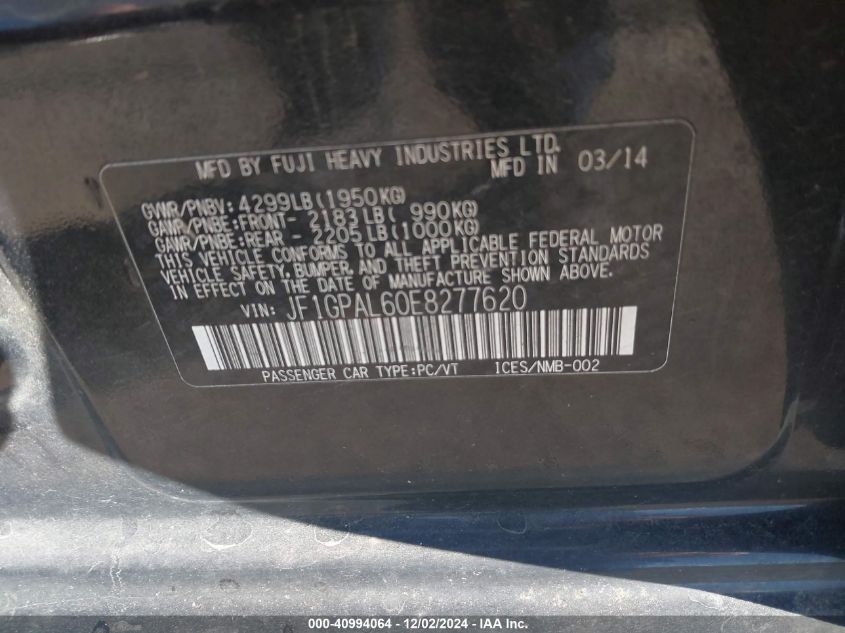 MFD BY FUJI HEAVY INDUSTRIES LTD.
MFD IN 03/14
GVWR/PNBV: 4299LB(1950KG)
GAWR/PNBE:FRONT- 2183LB( 990KG)
GAWR/PNBE:REAR - 2205LB(1000KG)
THIS VEHICLE CONFORMS TO ALL APPLICABLE FEDERAL MOTOR
VEHICLE SAFETY, BUMPER, AND THEFT PREVENTION STANDARDS
IN EFFECT ON THE DATE OF MANUFACTURE SHOWN ABOVE.
VIN: JF1GPAL60E8277620
PASSENGER CAR TYPE:PC/VT ICES/NMB-002
000-40994064 - 12/02/2024 - IAA Inc.